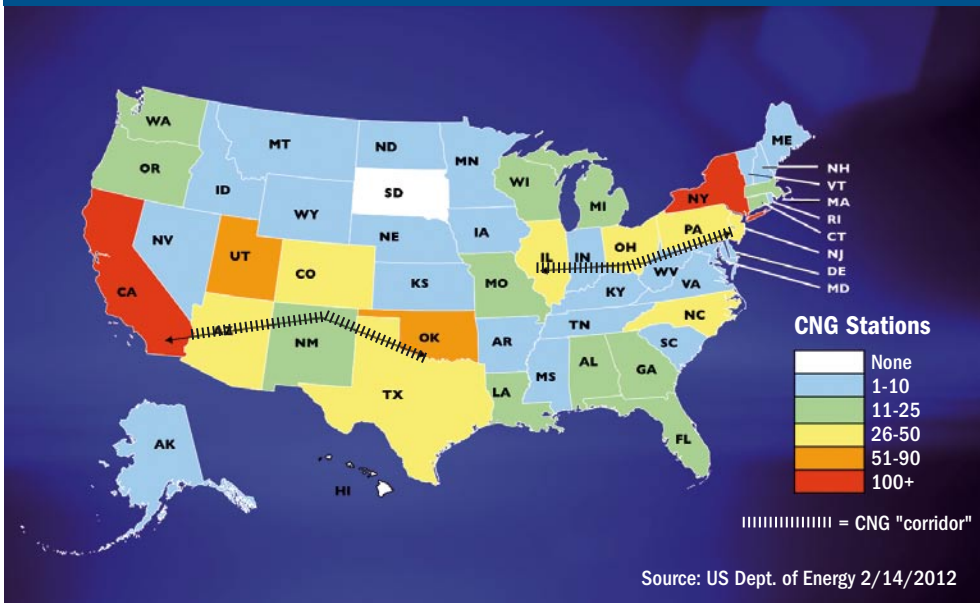 WA
OR
CA
NV
ID
MT
WY
UT
AZ
CO
NM
ND
SD
NE
KS
OK
TX
MN
IA
MO
AR
LA
WI
IL
MI
IN
OH
KY
TN
MS
AL
GA
FL
SC
NC
VA
WV
PA
NY
ME
NH
VT
MA
RI
CT
NJ
DE
MD
AK
HI
CNG Stations
None
1-10
11-25
26-50
51-90
100+
= CNG "corridor"
Source: US Dept. of Energy 2/14/2012